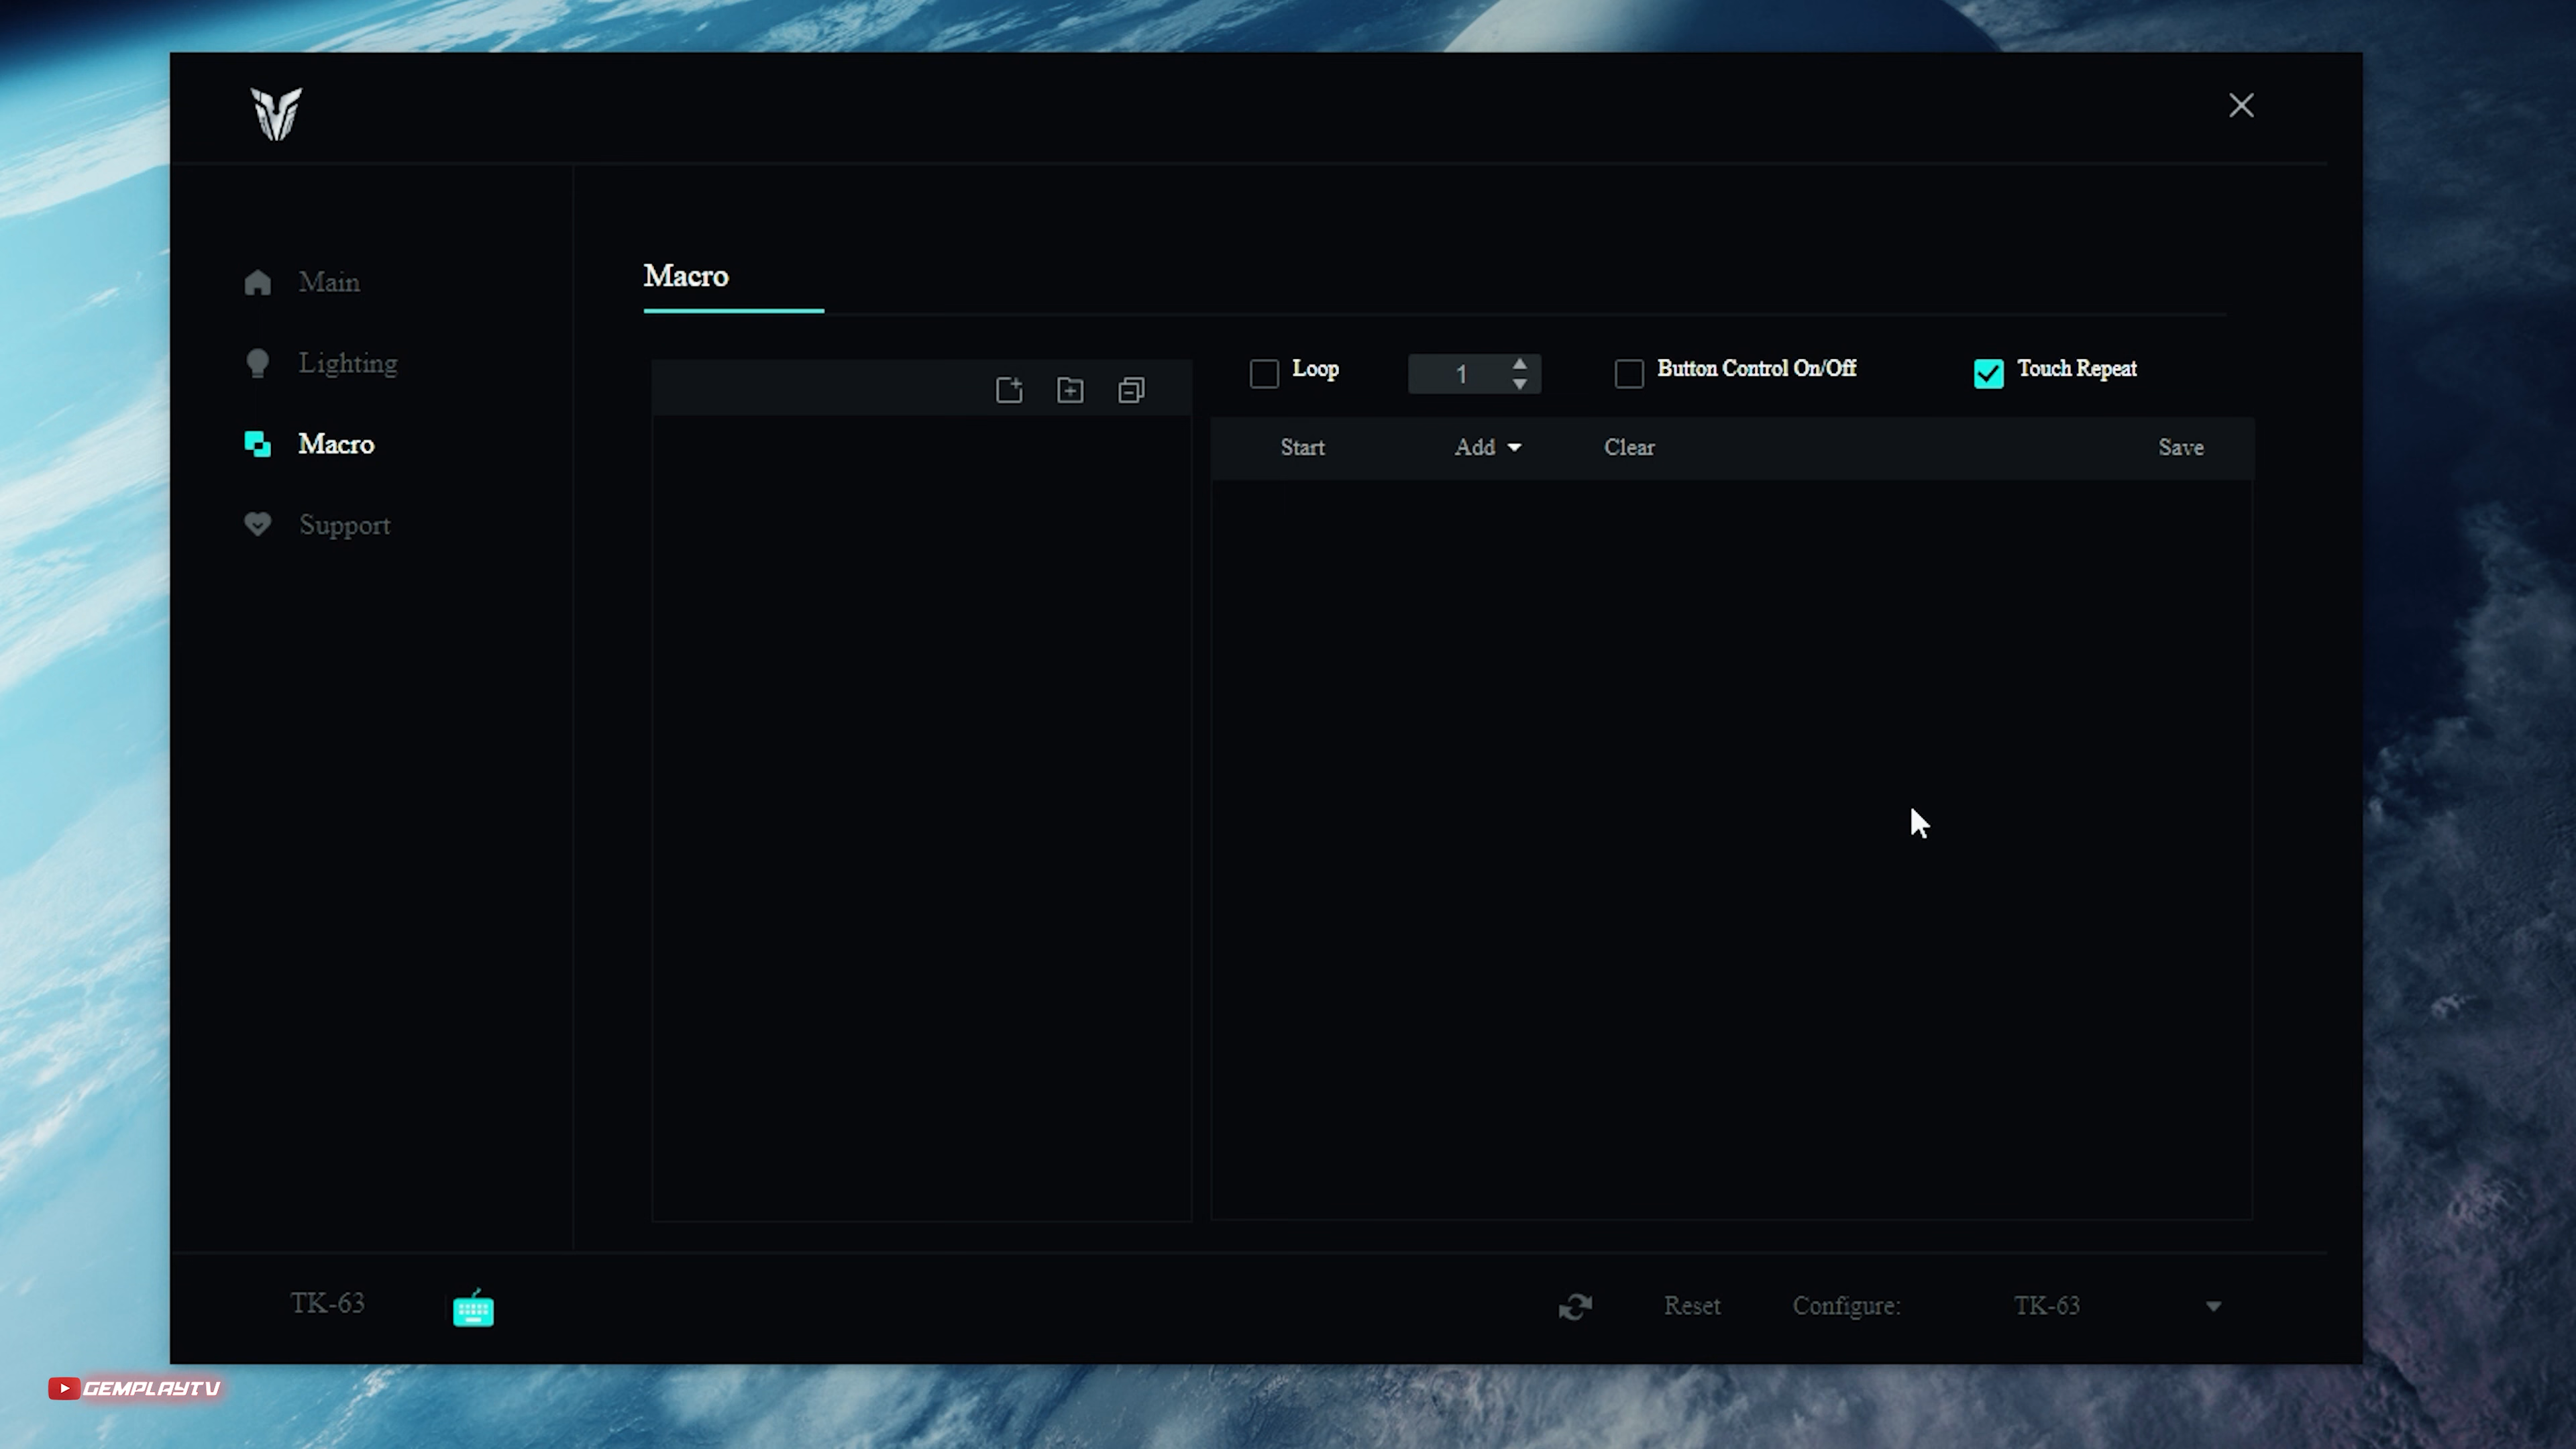 Main
Lighting
Macro
Support
Macro
Loop
1
Button Control On/Off
Touch Repeat
Start
Add
Clear
Save
TK-63
Reset
Configure:
TK-63
GEMPLAYTV